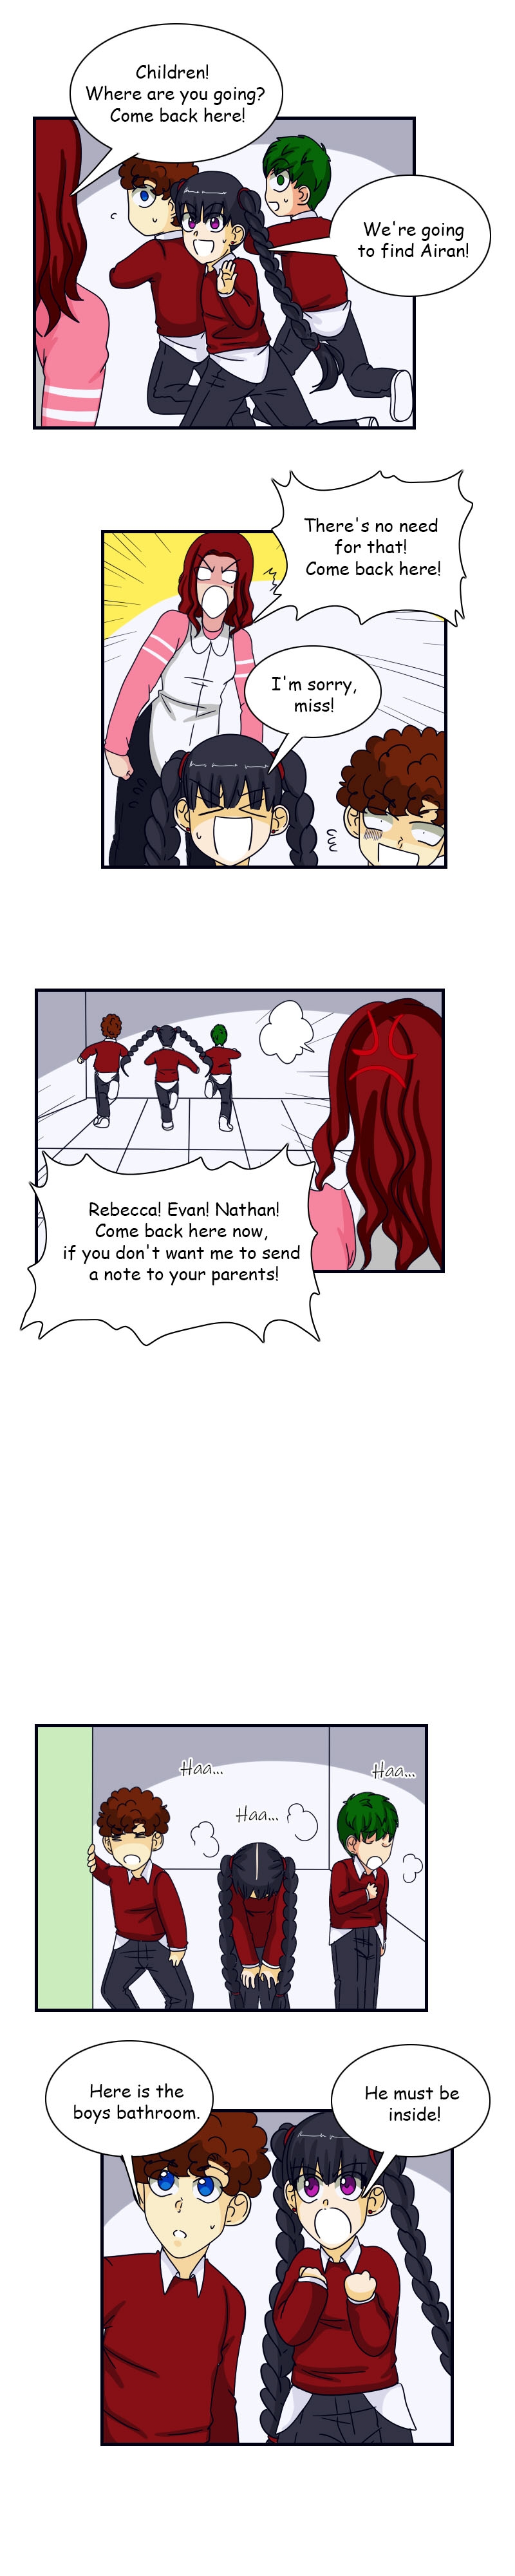 Children!
Where are you going?
Come back here!
We're going
to find Airan!
There's no need
for that!
Come back here!
I'm sorry,
miss!
Rebecca! Evan! Nathan!
Come back here now,
if you don't want me to send
a note to your parents!
Haa...
Haa...
Haa...
Here is the
boys bathroom.
He must be
inside!